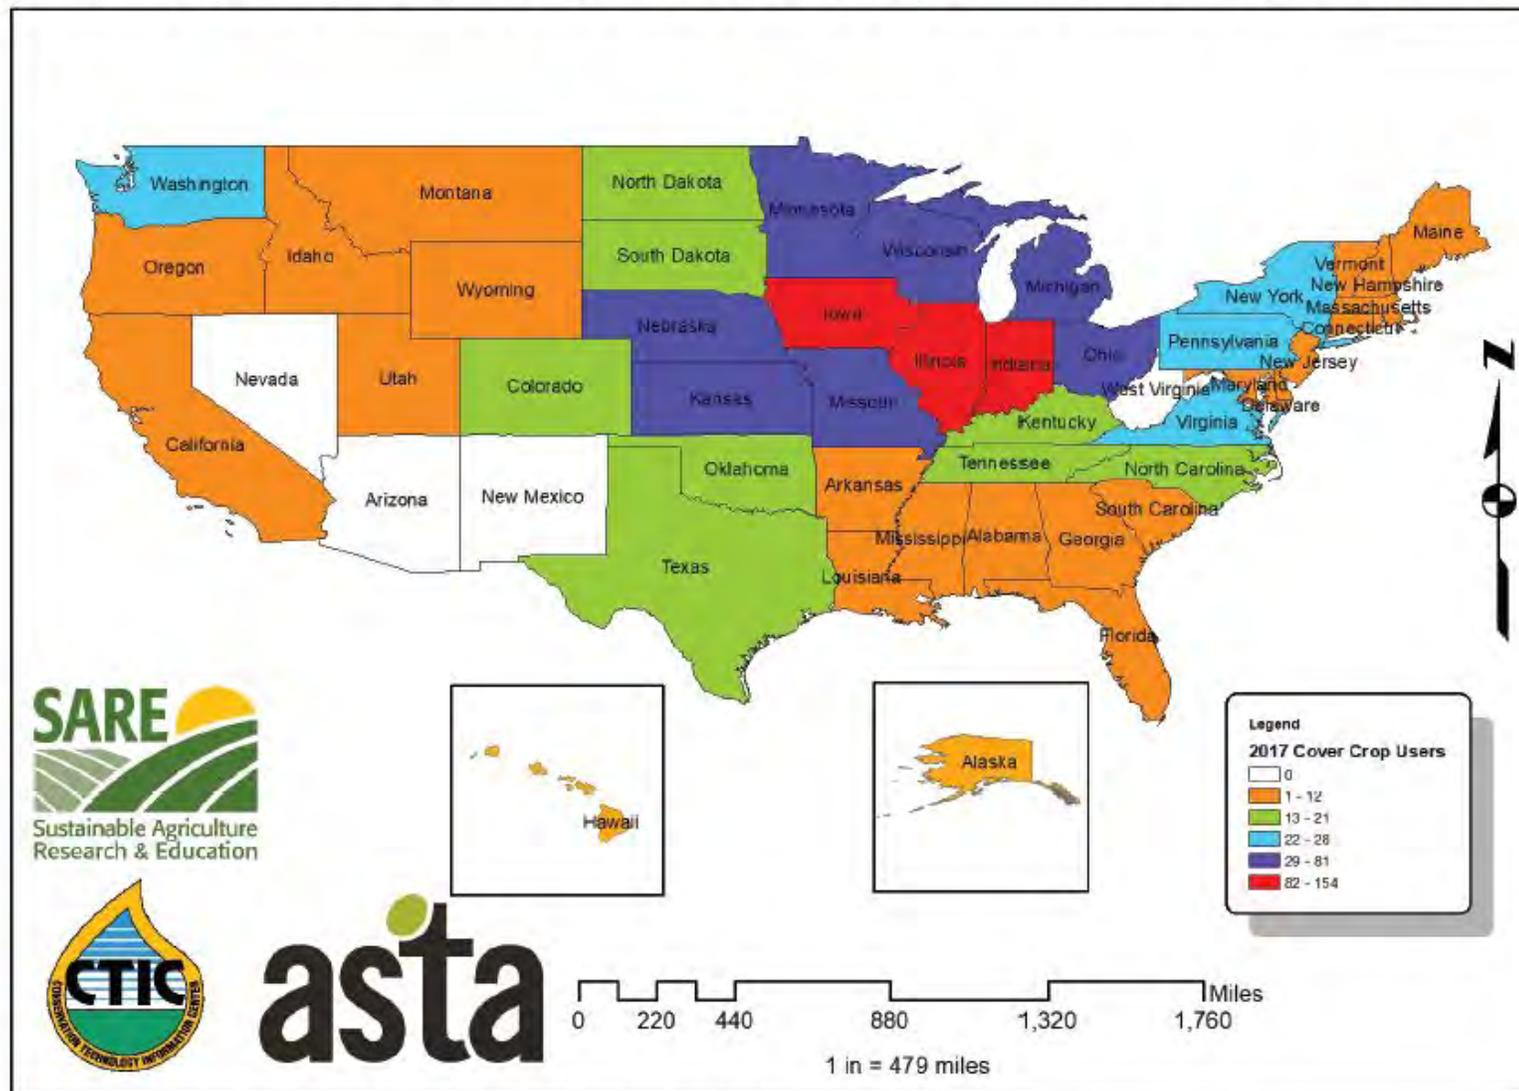 Washington
Montana
North Dakota
Minnesota
Maine
Oregon
Idaho
South Dakota
Wisconsin
Vermont
New Hampshire
Wyoming
Michigan
New York
Massachusetts
Connecticut
Nebraska
Iowa
Pennsylvania
Nevada
Utah
Colorado
Kansas
Missouri
Illinois
Indiana
Ohio
New Jersey
West Virginia
Maryland
Delaware
California
Kentucky
Virginia
Arizona
New Mexico
Oklahoma
Arkansas
Tennessee
North Carolina
South Carolina
Texas
Louisiana
Mississippi
Alabama
Georgia
Florida
Z
SARE
Sustainable Agriculture
Research & Education
Hawaii
Alaska
Legend
2017 Cover Crop Users
0
1 - 12
13 - 21
22 - 28
29 - 81
82 - 154
CTIC
CONSERVATION TECHNOLOGY INFORMATION CENTER
asta
Miles
0 220 440 880 1,320 1,760
1 in = 479 miles